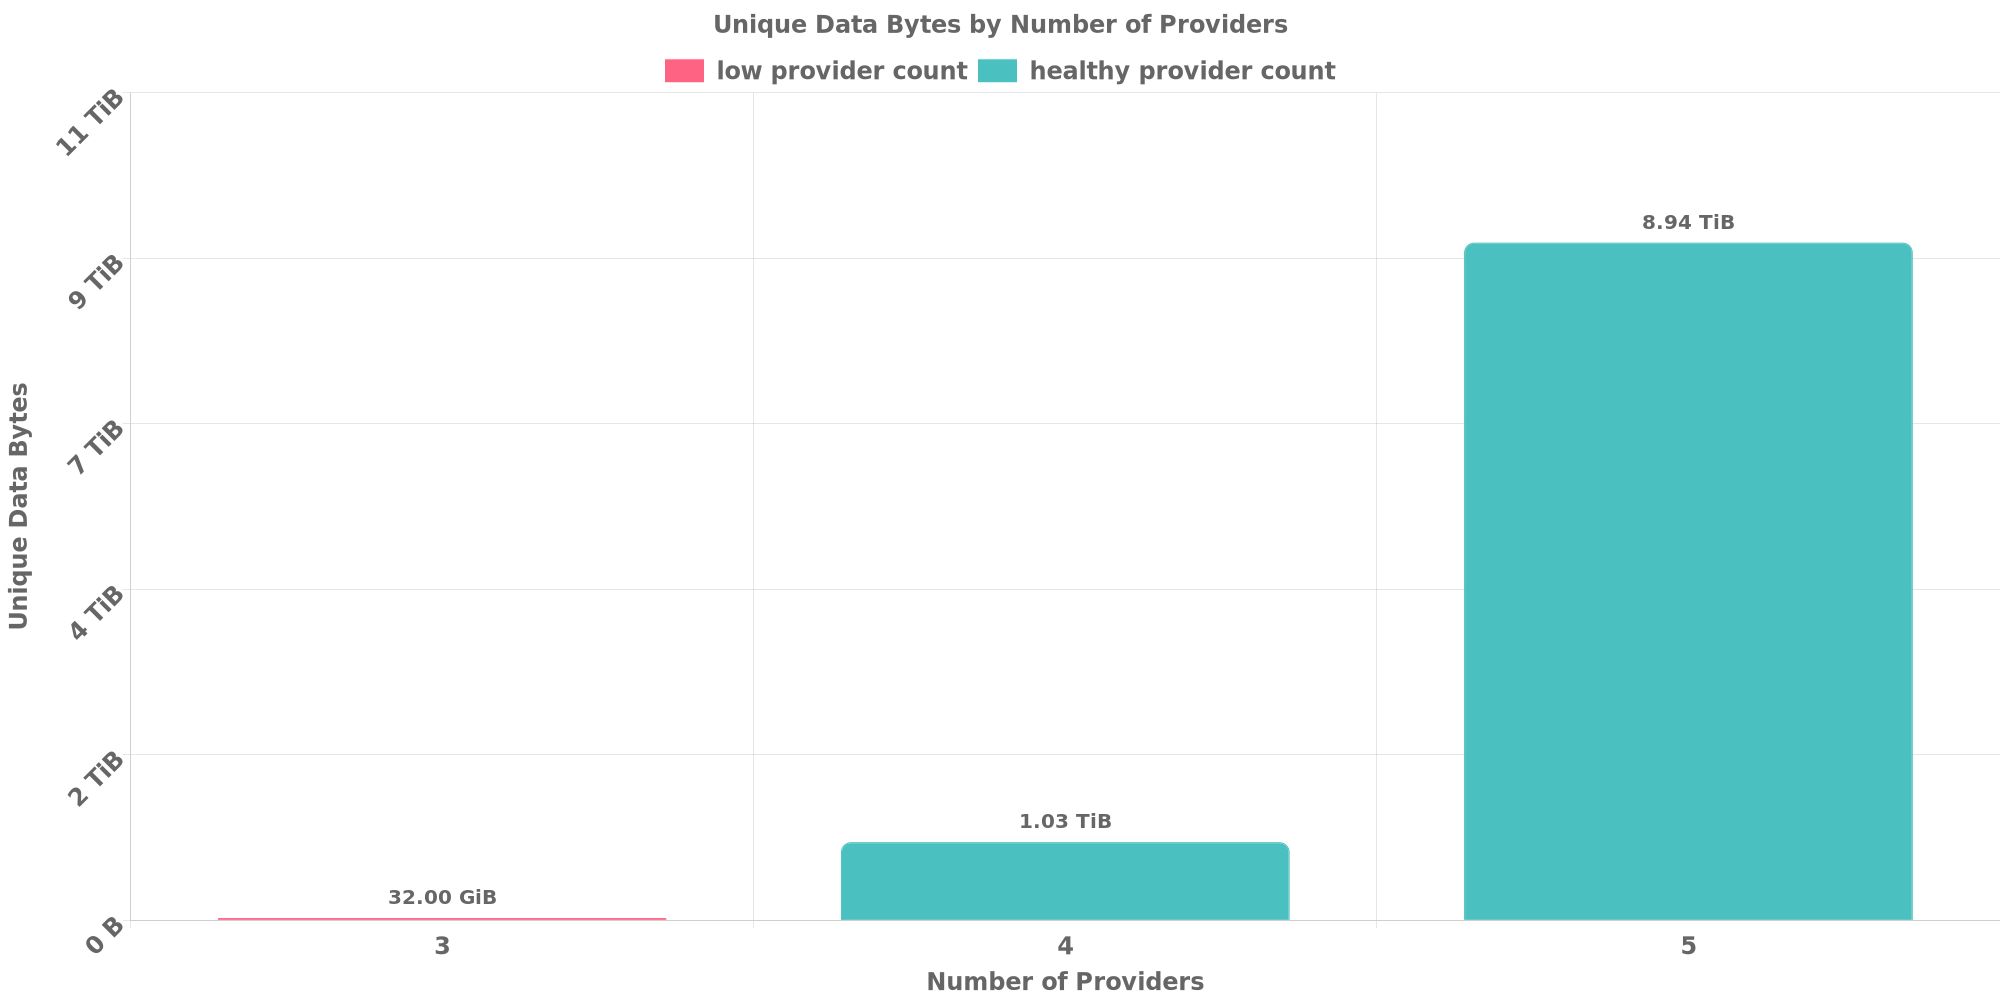 Unique Data Bytes by Number of Providers
low provider count
healthy provider count
11 TiB
9 TiB
7 TiB
4 TiB
2 TiB
0 B
Unique Data Bytes
32.00 GiB
1.03 TiB
8.94 TiB
3
4
5
Number of Providers